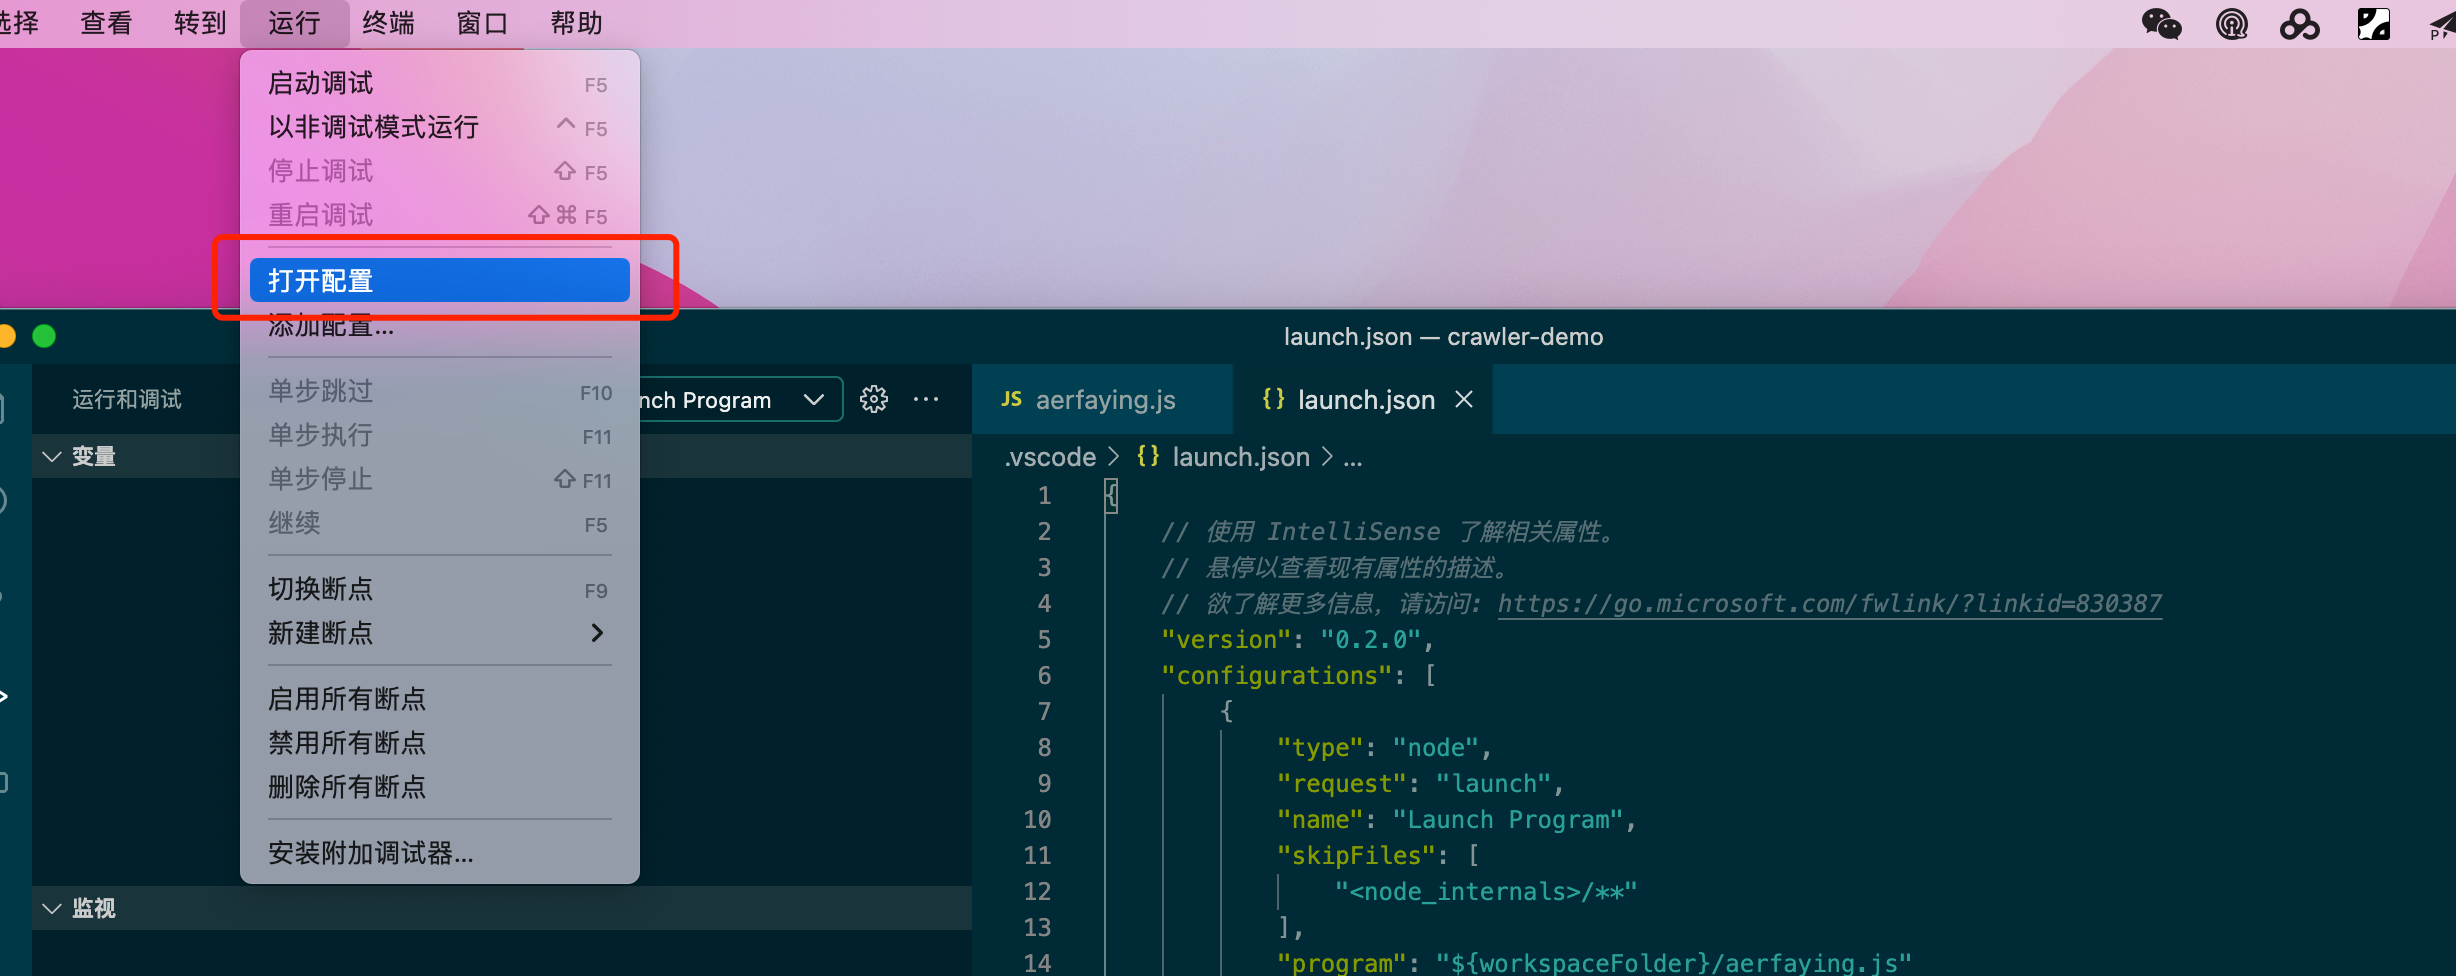 选择 查看 转到 运行 终端 窗口 帮助
启动调试 F5
以非调试模式运行 ^ F5
停止调试 ⇧ F5
重启调试 ⇧⌘ F5
打开配置
添加配置...
单步跳过 F10
单步执行 F11
单步停止 ⇧ F11
继续 F5
切换断点 F9
新建断点
启用所有断点
禁用所有断点
删除所有断点
安装附加调试器...
launch.json — crawler-demo
运行和调试
nch Program
变量
监视
JS aerfaying.js
{} launch.json
.vscode > {} launch.json > ...
1 {
2 // 使用 IntelliSense 了解相关属性。
3 // 悬停以查看现有属性的描述。
4 // 欲了解更多信息，请访问: https://go.microsoft.com/fwlink/?linkid=830387
5 "version": "0.2.0",
6 "configurations": [
7 {
8 "type": "node",
9 "request": "launch",
10 "name": "Launch Program",
11 "skipFiles": [
12 "<node_internals>/**"
13 ],
14 "program": "${workspaceFolder}/aerfaying.js"